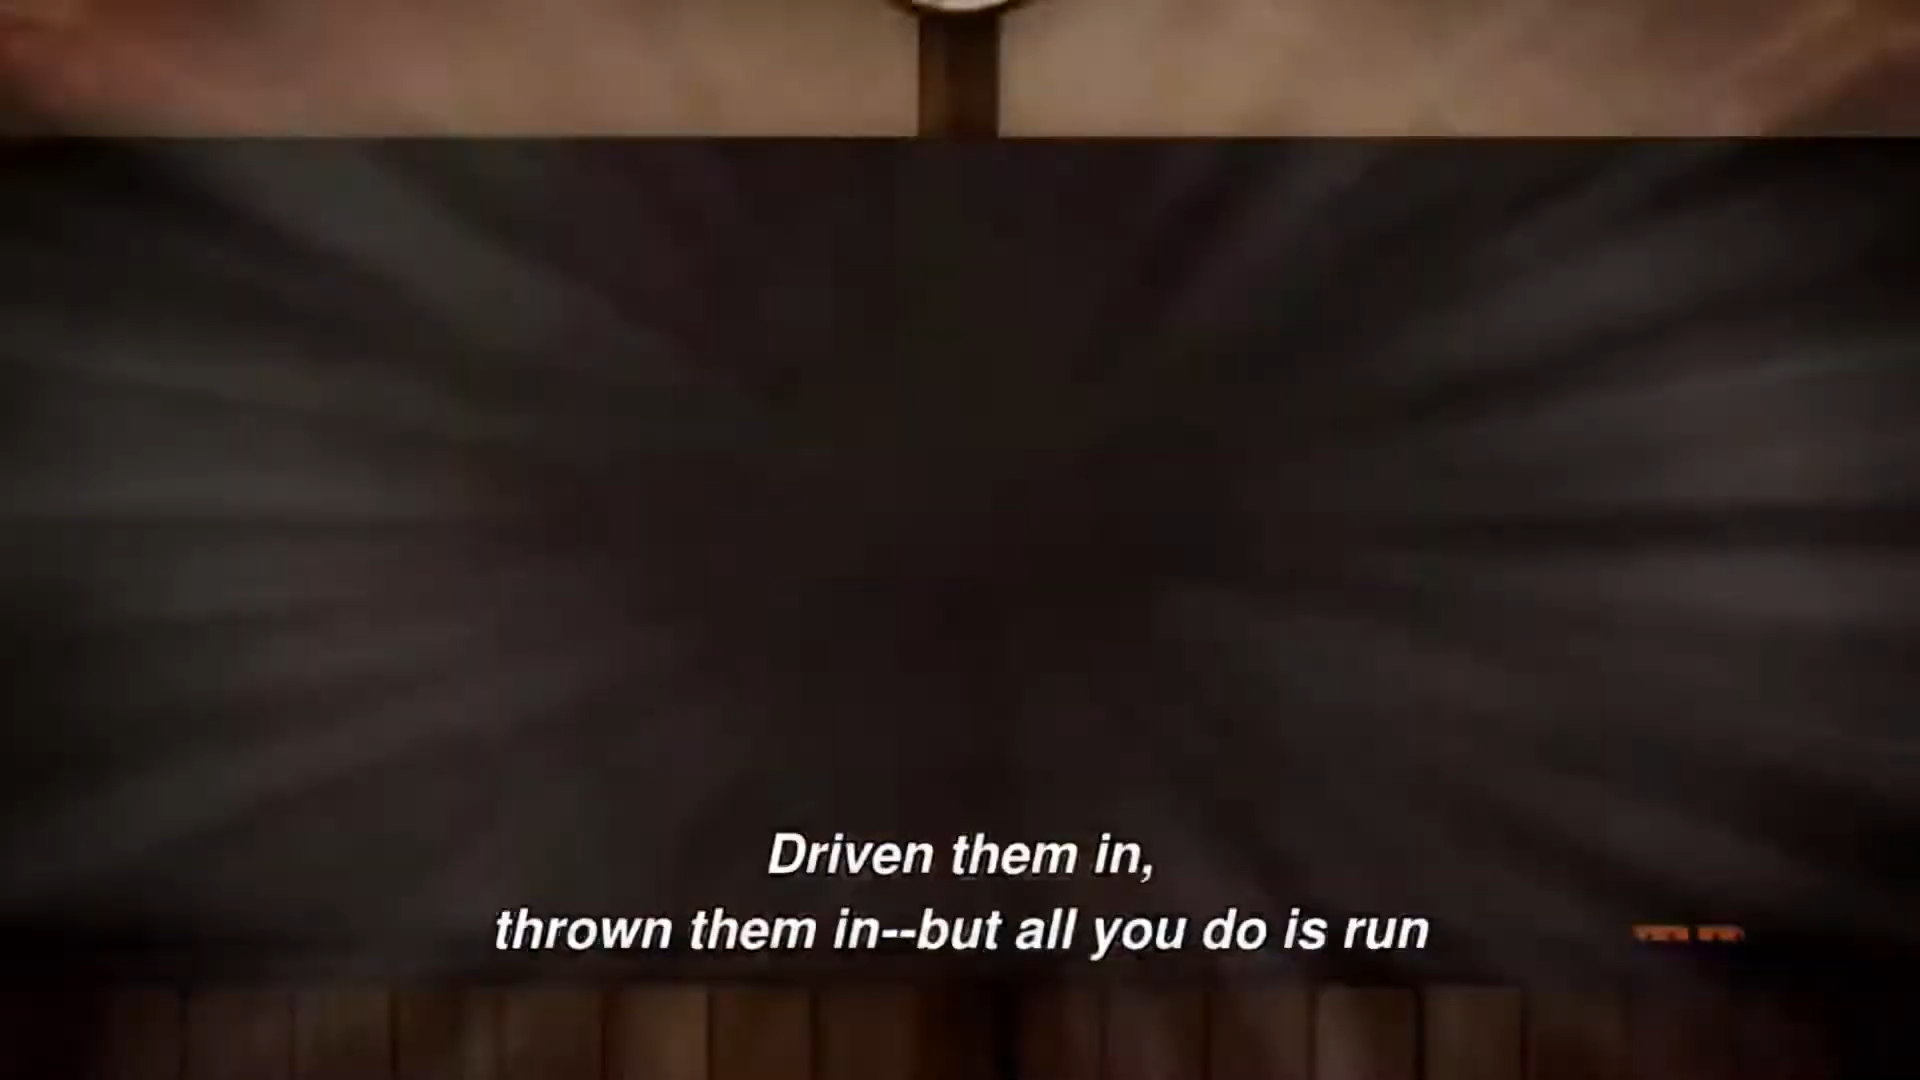 Driven them in,
thrown them in--but all you do is run